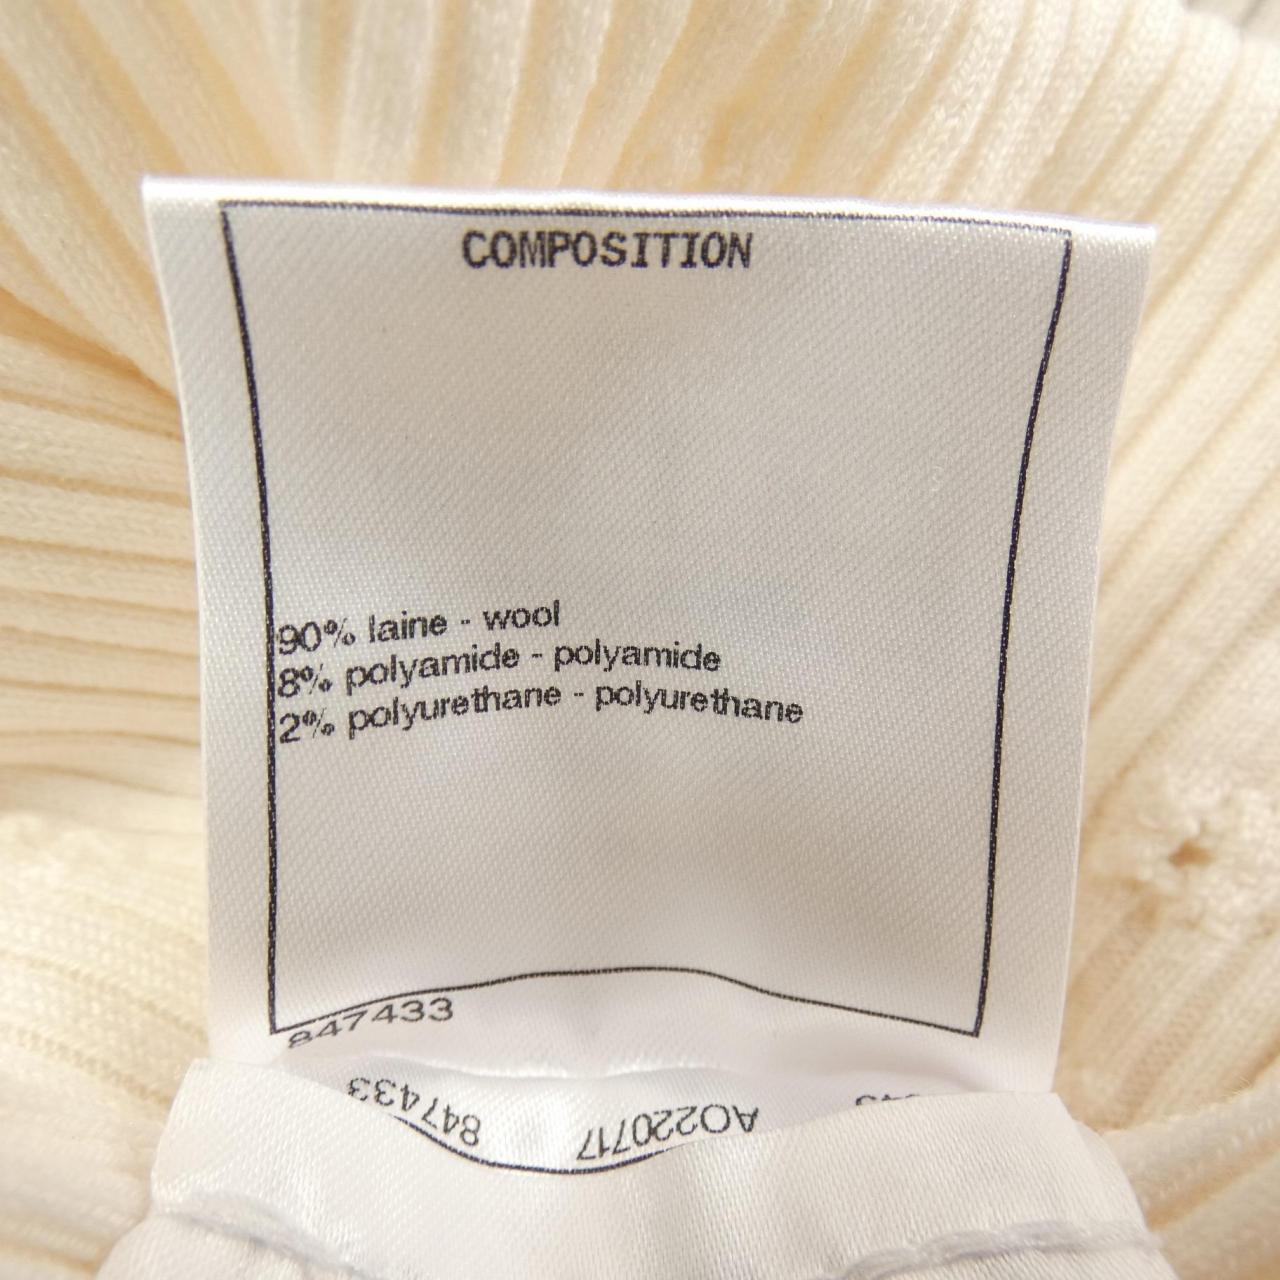 COMPOSITION
90% laine - wool
8% polyamide - polyamide
2% polyurethane - polyurethane
847433
847433
AO220717